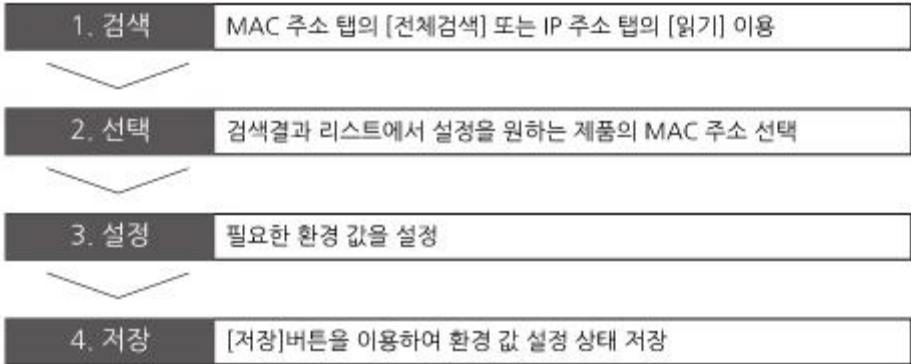 1. 검색 MAC 주소 탭의 [전체검색] 또는 IP 주소 탭의 [읽기] 이용
2. 선택 검색결과 리스트에서 설정을 원하는 제품의 MAC 주소 선택
3. 설정 필요한 환경 값을 설정
4. 저장 [저장]버튼을 이용하여 환경 값 설정 상태 저장